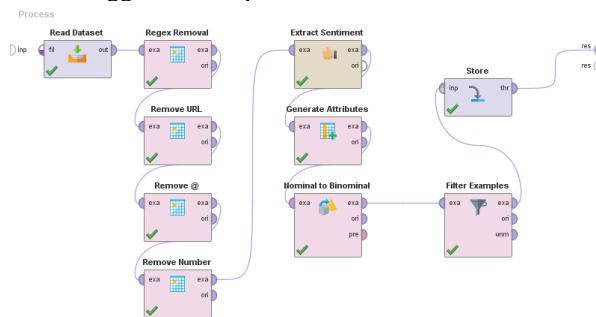 Process
Read Dataset
Regex Removal
Extract Sentiment
inp
fil
out
exa
exa
ori
exa
exa
ori
res
res
Store
inp
thr
Remove URL
exa
exa
ori
Generate Attributes
exa
exa
ori
Remove @
exa
exa
ori
Nominal to Binominal
exa
exa
ori
pre
Filter Examples
exa
exa
ori
unm
Remove Number
exa
exa
ori